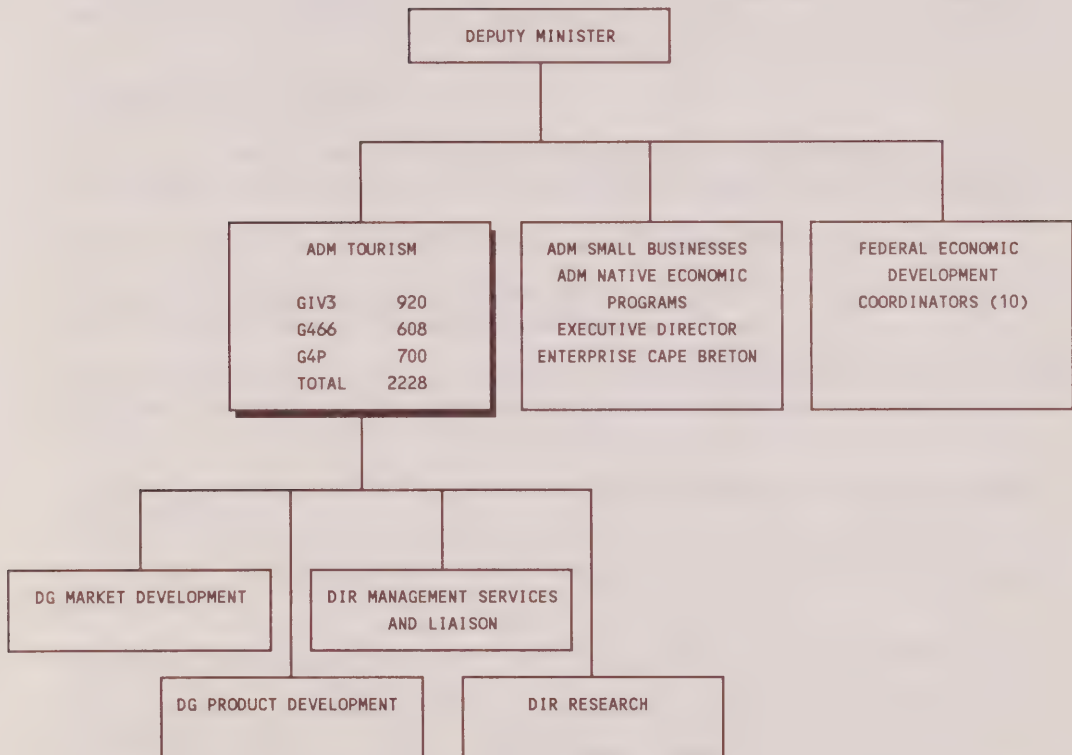 DEPUTY MINISTER
ADM TOURISM
GIV3 920
G466 608
G4P 700
TOTAL 2228
ADM SMALL BUSINESSES
ADM NATIVE ECONOMIC
PROGRAMS
EXECUTIVE DIRECTOR
ENTERPRISE CAPE BRETON
FEDERAL ECONOMIC
DEVELOPMENT
COORDINATORS (10)
DG MARKET DEVELOPMENT
DIR MANAGEMENT SERVICES
AND LIAISON
DG PRODUCT DEVELOPMENT
DIR RESEARCH